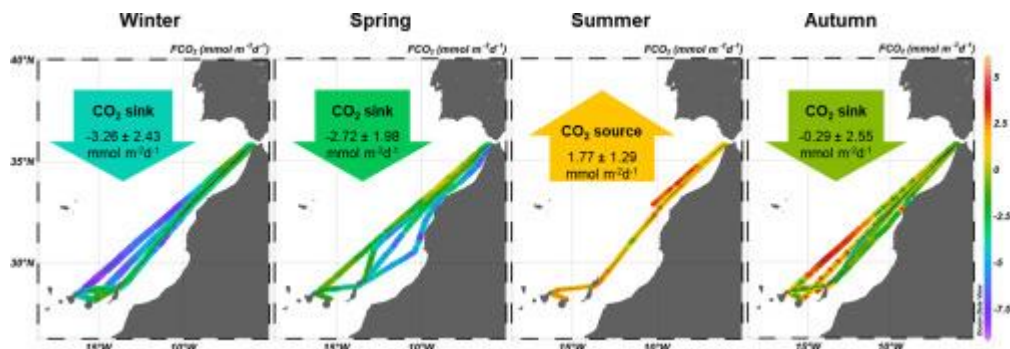 Winter
Spring
Summer
Autumn
FCO₂ (mmol m⁻²d⁻¹)
FCO₂ (mmol m⁻²d⁻¹)
FCO₂ (mmol m⁻²d⁻¹)
FCO₂ (mmol m⁻²d⁻¹)
40°N
35°N
30°N
CO₂ sink
-3.26 ± 2.43
mmol m⁻²d⁻¹
CO₂ sink
-2.72 ± 1.98
mmol m⁻²d⁻¹
CO₂ source
1.77 ± 1.29
mmol m⁻²d⁻¹
CO₂ sink
-0.29 ± 2.55
mmol m⁻²d⁻¹
5
2.5
0
-2.5
-5
-7.5
Ocean Data View
15°W
10°W
15°W
10°W
15°W
10°W
15°W
10°W